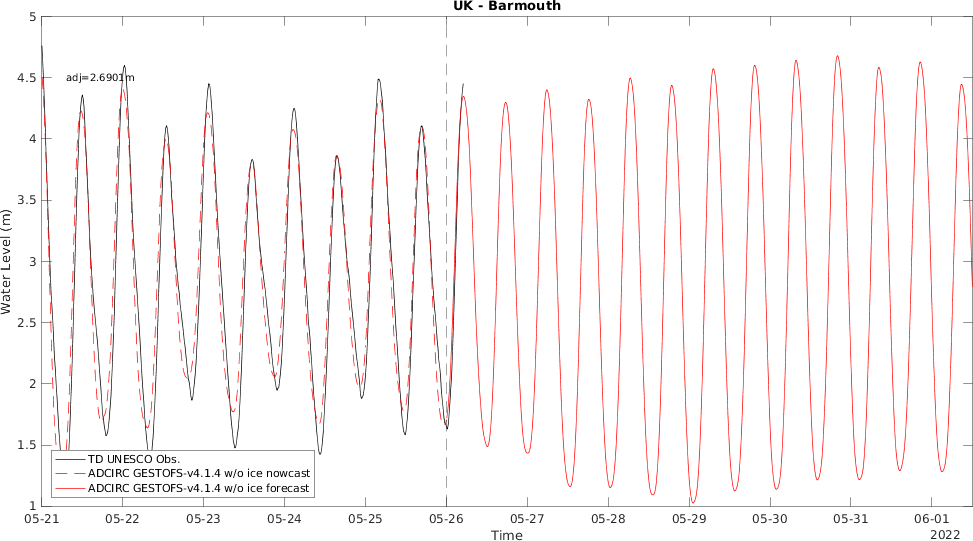 UK - Barmouth
5
4.5
4
3.5
3
2.5
2
1.5
1
Water Level (m)
adj=2.6901m
TD UNESCO Obs.
ADCIRC GESTOFS-v4.1.4 w/o ice nowcast
ADCIRC GESTOFS-v4.1.4 w/o ice forecast
05-21 05-22 05-23 05-24 05-25 05-26 05-27 05-28 05-29 05-30 05-31 06-01
Time
2022